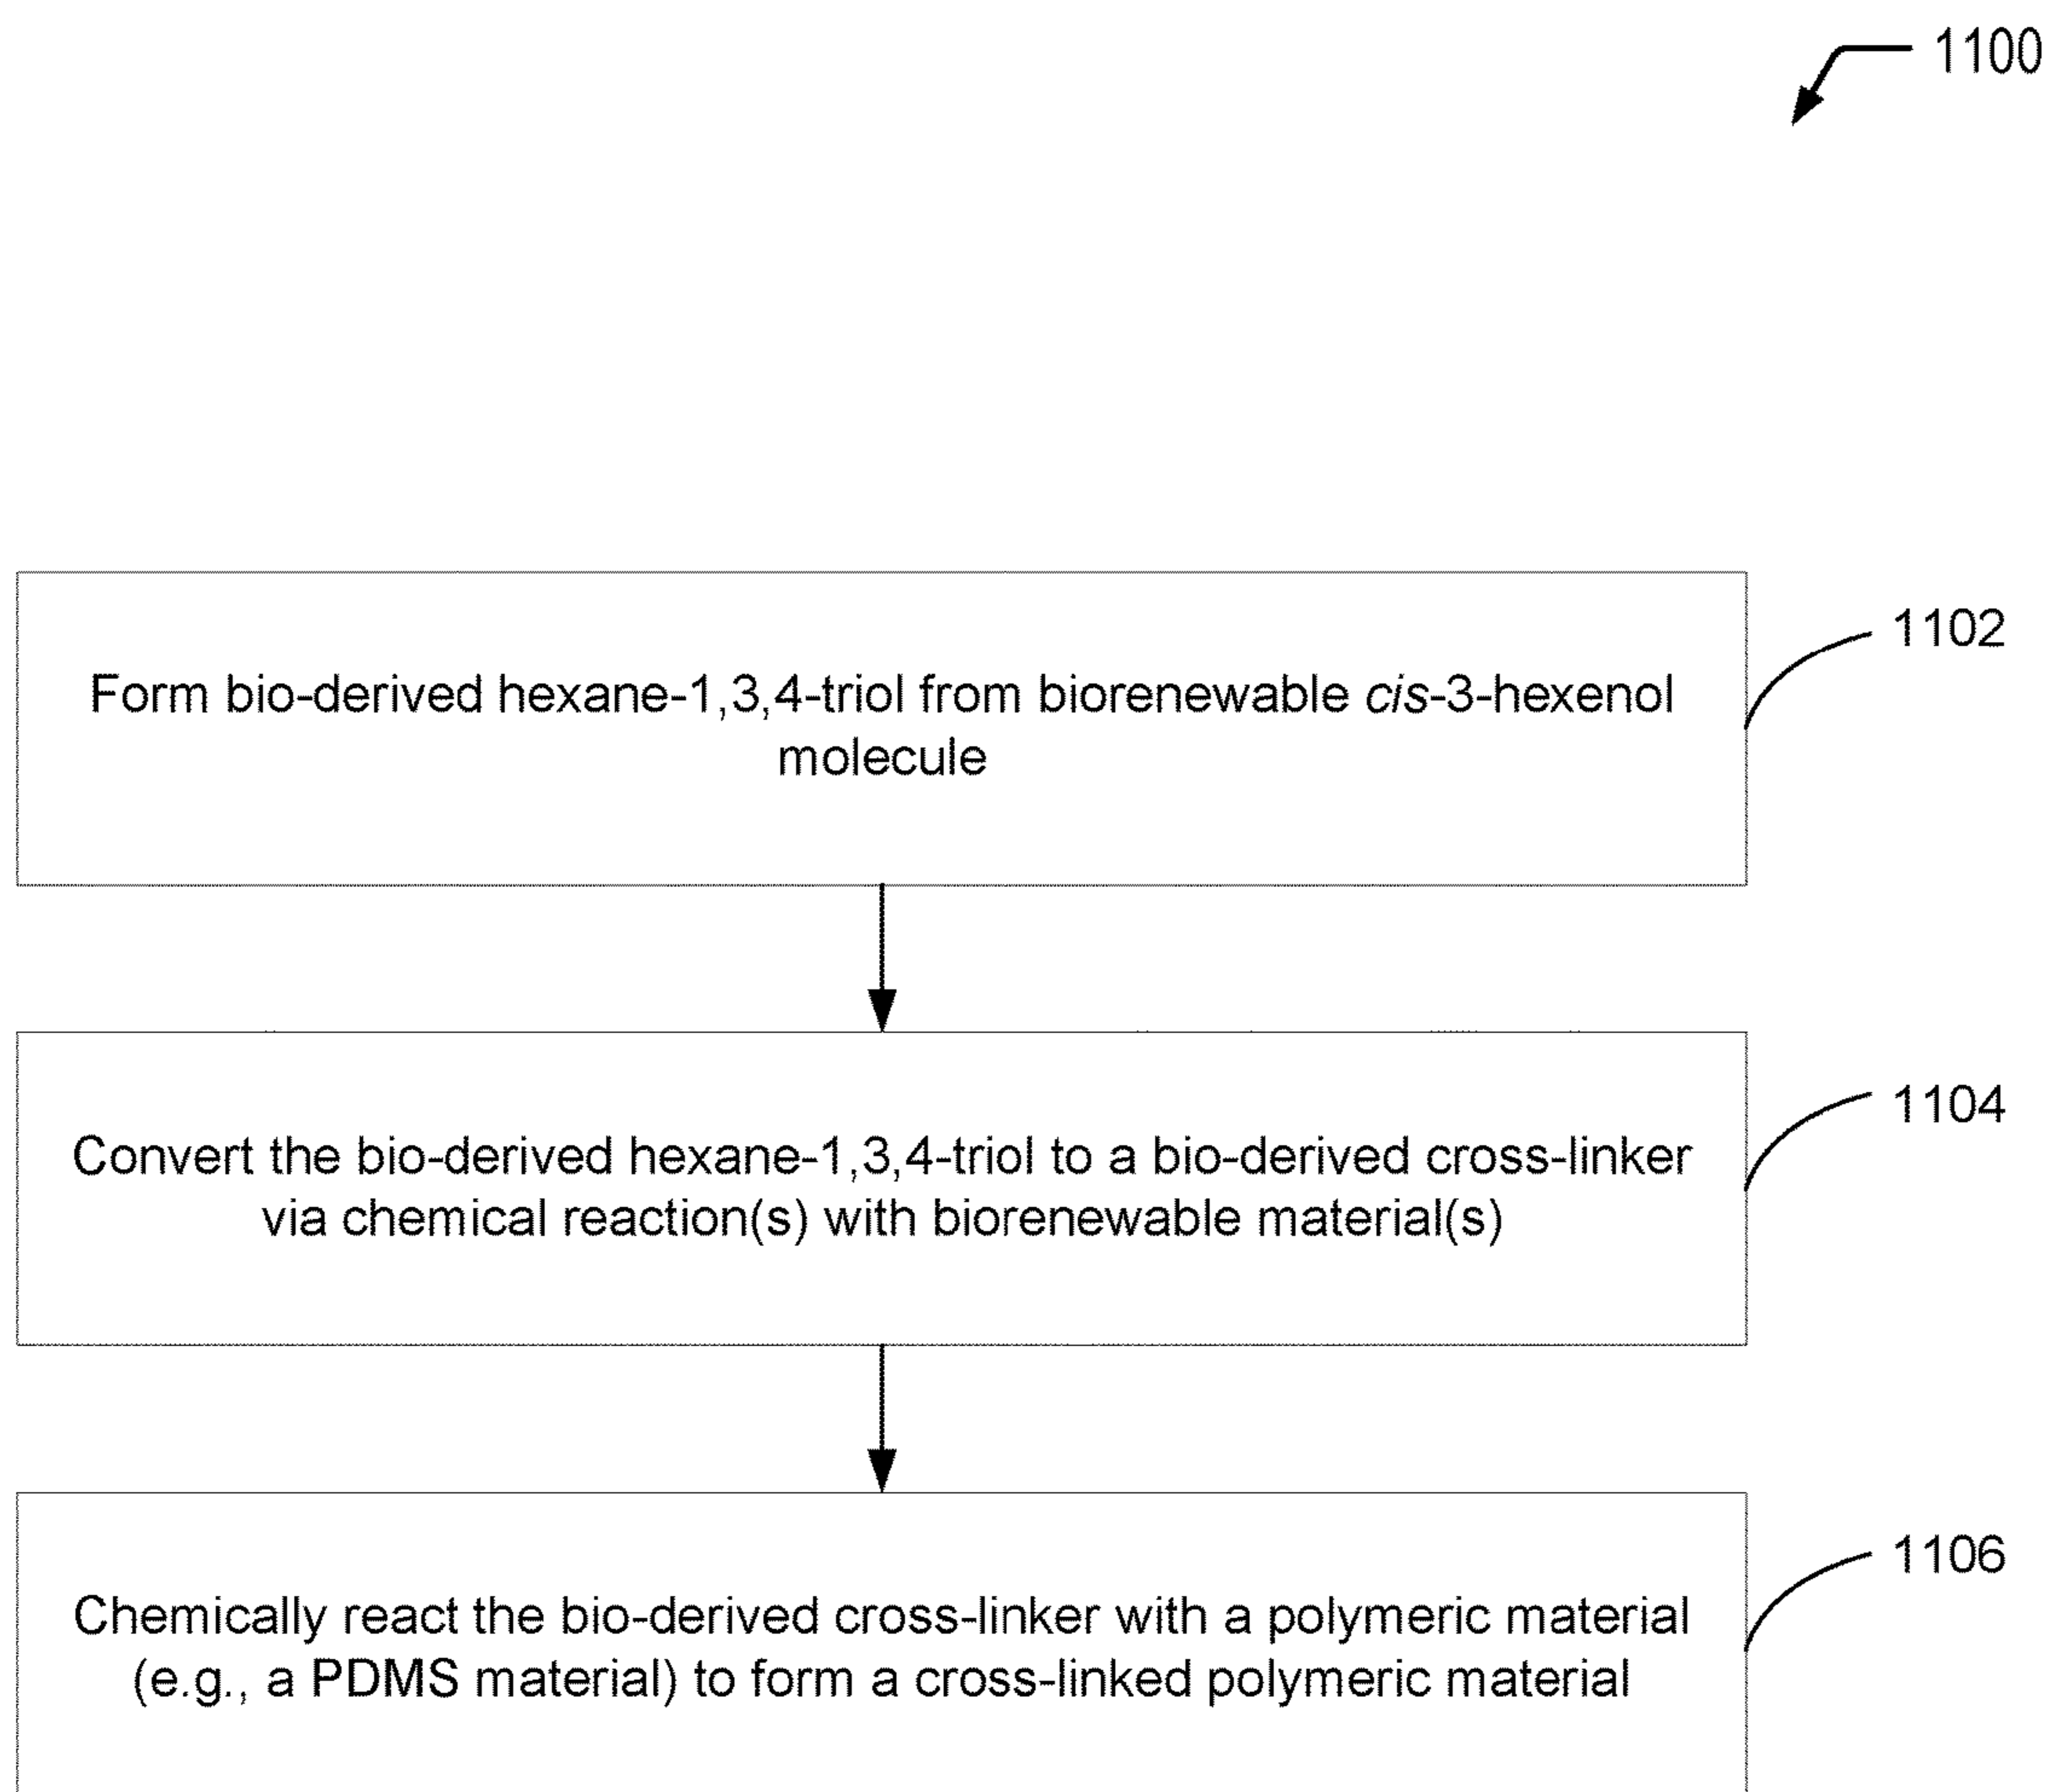 1100
Form bio-derived hexane-1,3,4-triol from biorenewable cis-3-hexenol
molecule
1102
Convert the bio-derived hexane-1,3,4-triol to a bio-derived cross-linker
via chemical reaction(s) with biorenewable material(s)
1104
Chemically react the bio-derived cross-linker with a polymeric material
(e.g., a PDMS material) to form a cross-linked polymeric material
1106